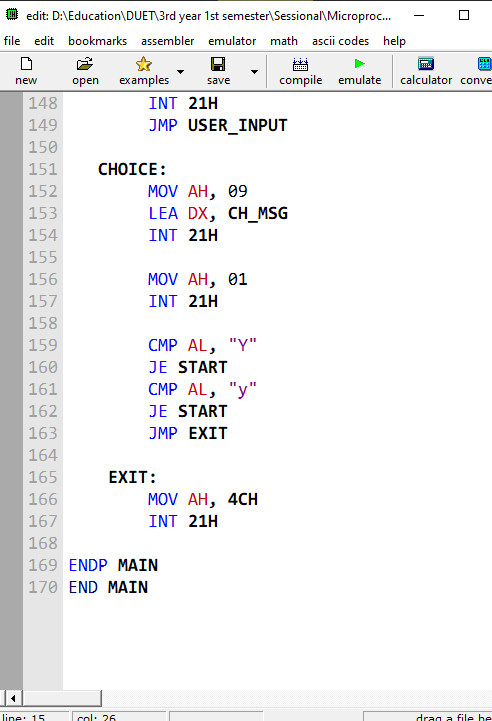 edit: D:\Education\DUET\3rd year 1st semester\Sessional\Microproc...
file edit bookmarks assembler emulator math ascii codes help
new open examples save compile emulate calculator conve
148 INT 21H
149 JMP USER_INPUT
150
151 CHOICE:
152 MOV AH, 09
153 LEA DX, CH_MSG
154 INT 21H
155
156 MOV AH, 01
157 INT 21H
158
159 CMP AL, "Y"
160 JE START
161 CMP AL, "y"
162 JE START
163 JMP EXIT
164
165 EXIT:
166 MOV AH, 4CH
167 INT 21H
168
169 ENDP MAIN
170 END MAIN
line: 15 col: 26 drag a file he